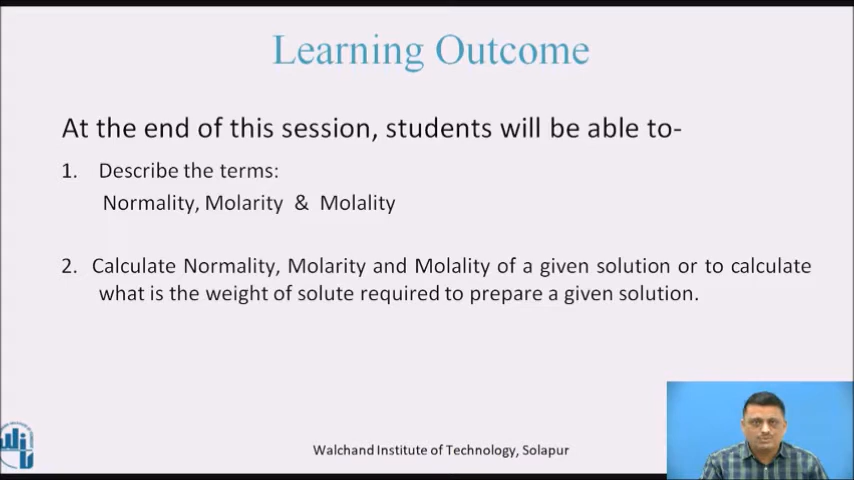 Learning Outcome
At the end of this session, students will be able to-
1. Describe the terms:
Normality, Molarity & Molality
2. Calculate Normality, Molarity and Molality of a given solution or to calculate
what is the weight of solute required to prepare a given solution.
Walchand Institute of Technology, Solapur